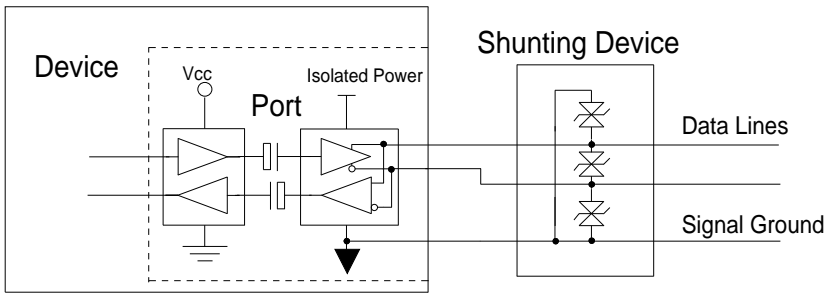 Shunting Device
Device
Vcc
Isolated Power
Port
Data Lines
Signal Ground